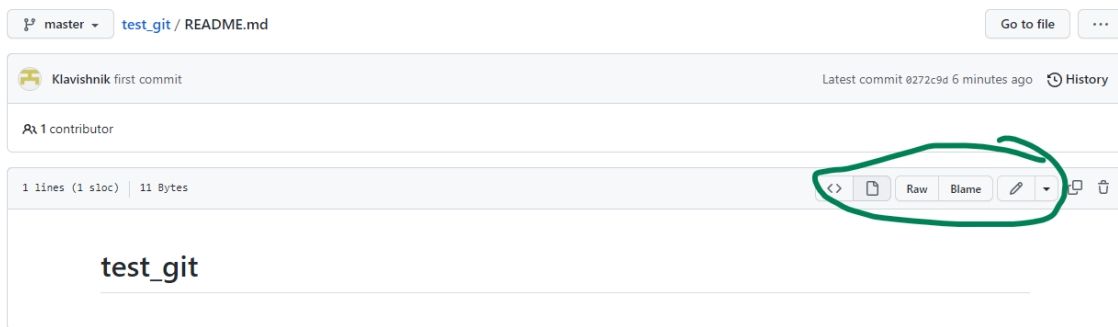 master test_git / README.md Go to file ...
Klavishnik first commit Latest commit 0272c9d 6 minutes ago History
1 contributor
1 lines (1 sloc) 11 Bytes <> Raw Blame
test_git